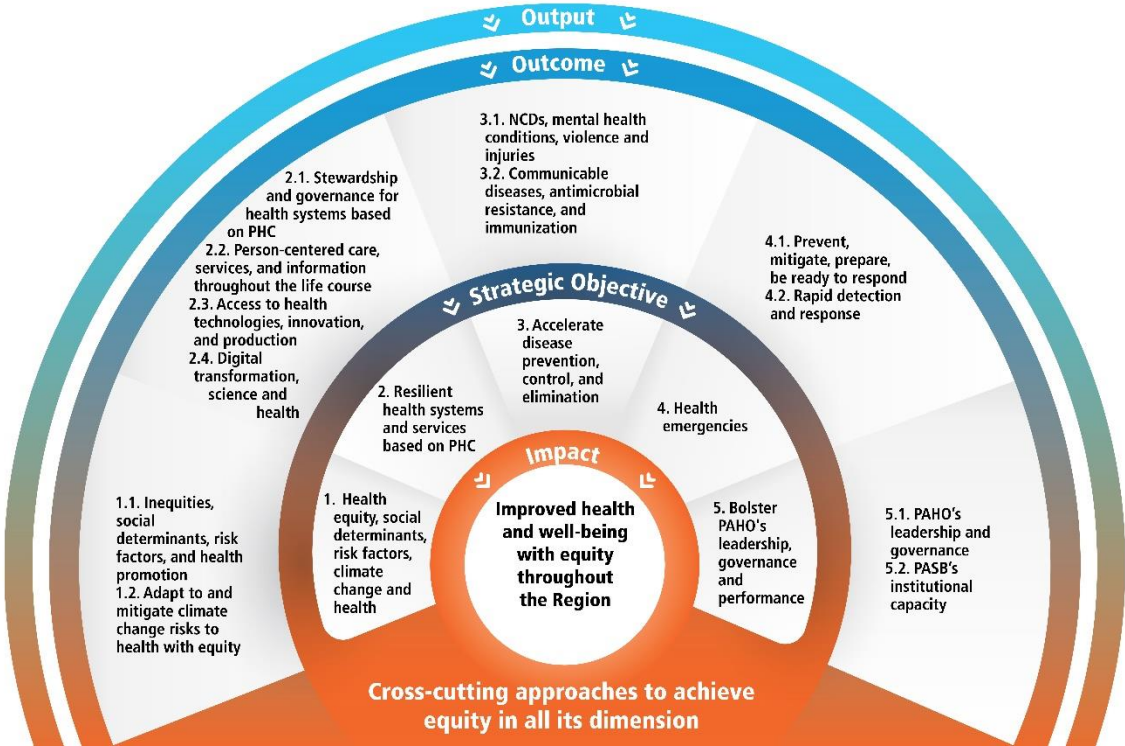 Output
Outcome
3.1. NCDs, mental health
conditions, violence and
injuries
3.2. Communicable
diseases, antimicrobial
resistance, and
immunization
2.1. Stewardship
and governance for
health systems based
on PHC
2.2. Person-centered care,
services, and information
throughout the life course
2.3. Access to health
technologies, innovation,
and production
2.4. Digital
transformation,
science and
health
4.1. Prevent,
mitigate, prepare,
be ready to respond
4.2. Rapid detection
and response
Strategic Objective
3. Accelerate
disease
prevention,
control, and
elimination
2. Resilient
health systems
and services
based on PHC
4. Health
emergencies
Impact
1.1. Inequities,
social
determinants, risk
factors, and health
promotion
1.2. Adapt to and
mitigate climate
change risks to
health with equity
1. Health
equity, social
determinants,
risk factors,
climate
change and
health
Improved health
and well-being
with equity
throughout
the Region
5. Bolster
PAHO's
leadership,
governance
and
performance
5.1. PAHO's
leadership and
governance
5.2. PASB's
institutional
capacity
Cross-cutting approaches to achieve
equity in all its dimension